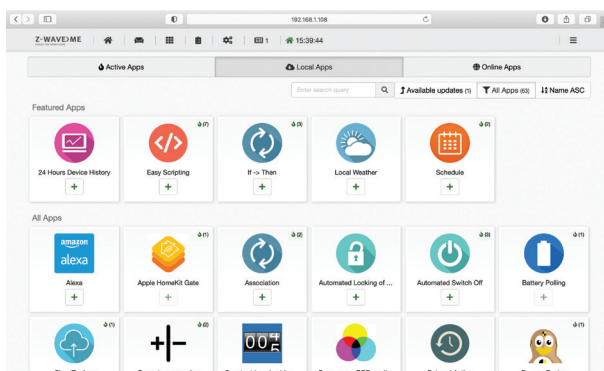 192.168.1.108
Z-WAVE>ME 1 15:39:44
Active Apps Local Apps Online Apps
Enter search query Available updates (1) All Apps (63) Name ASC
Featured Apps
(7) (3) (0)
24 Hours Device History Easy Scripting If -> Then Local Weather Schedule
+ + + + +
All Apps
(1) (2) (0) (1)
amazon
alexa
Alexa Apple HomeKit Gate Association Automated Locking of ... Automated Switch Off Battery Polling
+ + + + + +
(1) (2) (1)